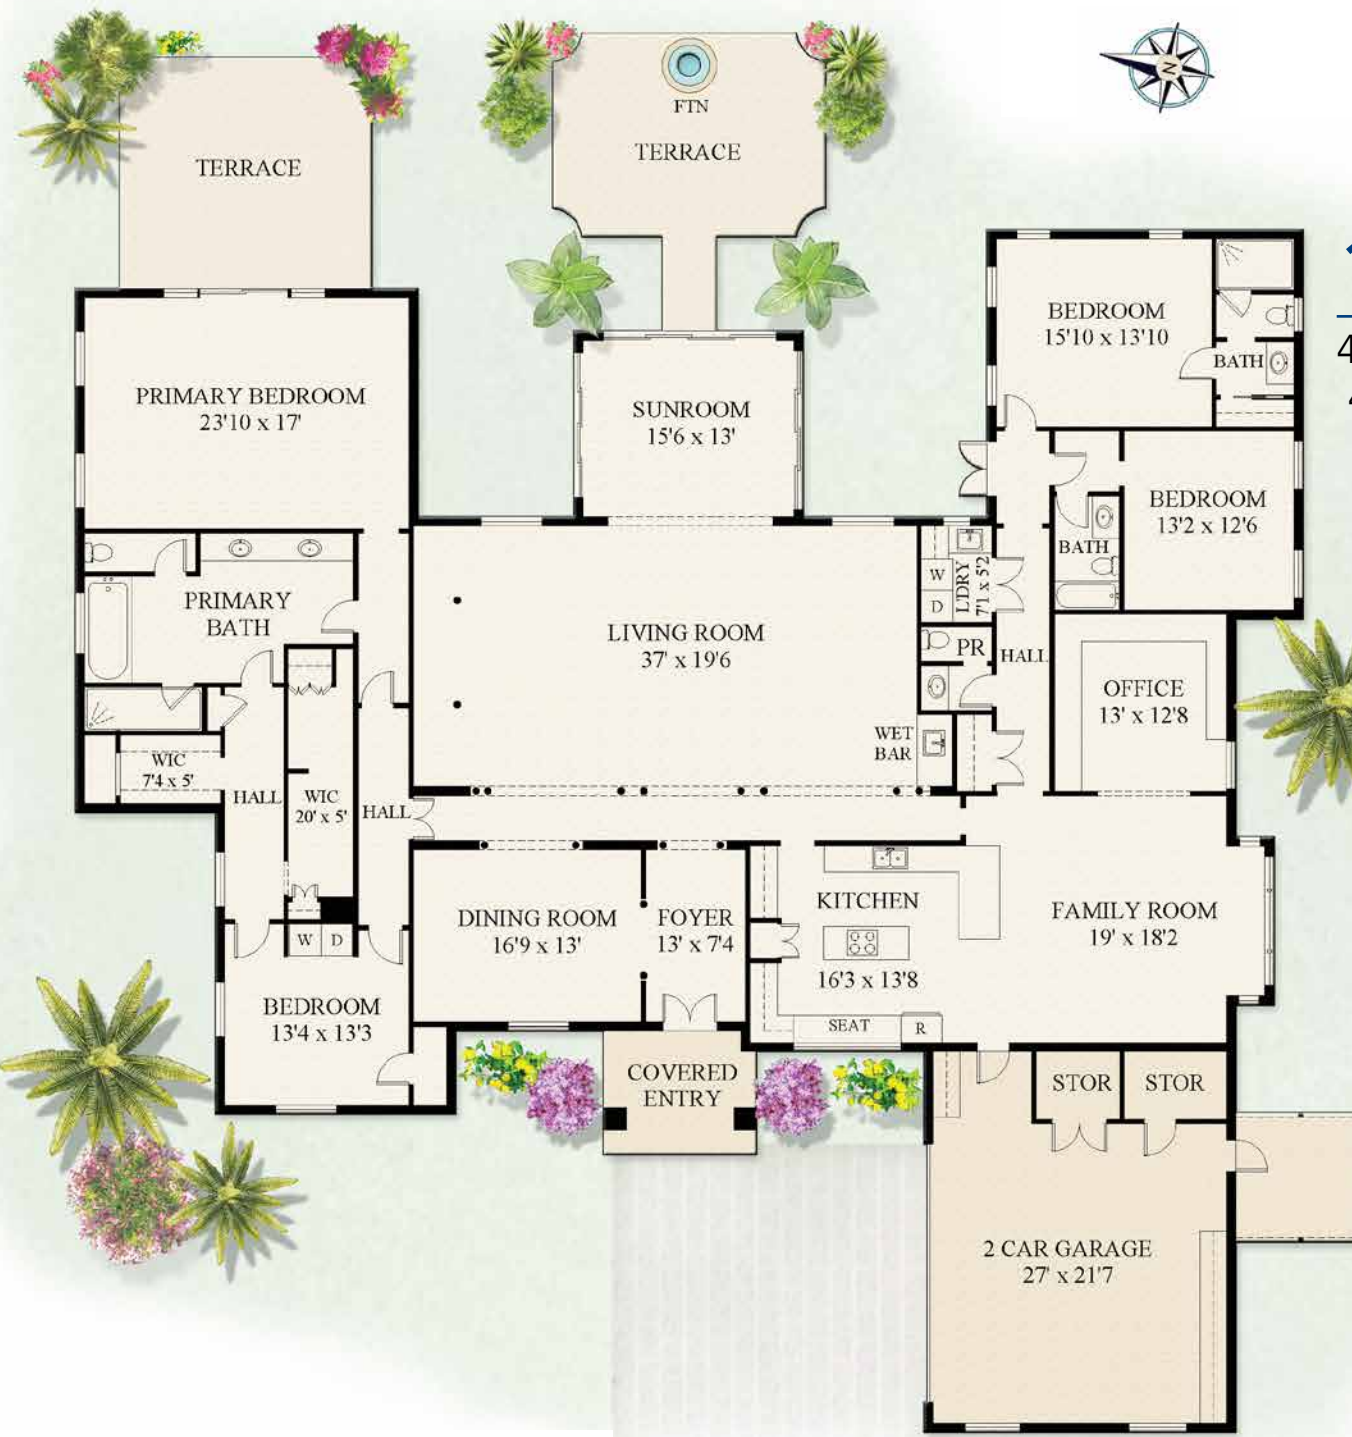 N
FTN
TERRACE
TERRACE
BEDROOM
15'10 x 13'10
BATH
PRIMARY BEDROOM
23'10 x 17'
SUNROOM
15'6 x 13'
4
BEDROOM
13'2 x 12'6
BATH
W
D
L'DRY
7'1 x 5'2
PRIMARY
BATH
LIVING ROOM
37' x 19'6
PR
HALL
OFFICE
13' x 12'8
WET
BAR
WIC
7'4 x 5'
HALL
WIC
20' x 5'
HALL
DINING ROOM
16'9 x 13'
FOYER
13' x 7'4
KITCHEN
16'3 x 13'8
FAMILY ROOM
19' x 18'2
W
D
BEDROOM
13'4 x 13'3
SEAT
R
COVERED
ENTRY
STOR
STOR
2 CAR GARAGE
27' x 21'7